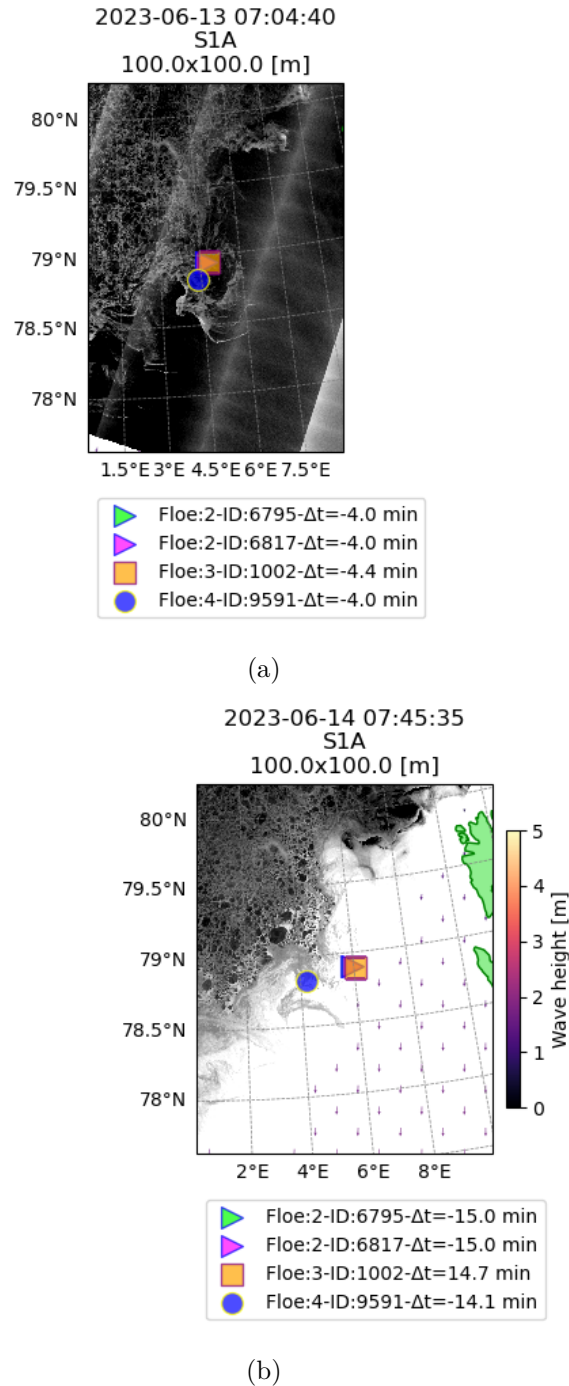 2023-06-13 07:04:40
S1A
100.0x100.0 [m]
80°N
79.5°N
79°N
78.5°N
78°N
1.5°E 3°E 4.5°E 6°E 7.5°E
Floe:2-ID:6795-Δt=-4.0 min
Floe:2-ID:6817-Δt=-4.0 min
Floe:3-ID:1002-Δt=-4.4 min
Floe:4-ID:9591-Δt=-4.0 min
(a)
2023-06-14 07:45:35
S1A
100.0x100.0 [m]
80°N
79.5°N
79°N
78.5°N
78°N
2°E 4°E 6°E 8°E
5
4
3
2
1
0
Wave height [m]
Floe:2-ID:6795-Δt=-15.0 min
Floe:2-ID:6817-Δt=-15.0 min
Floe:3-ID:1002-Δt=14.7 min
Floe:4-ID:9591-Δt=-14.1 min
(b)